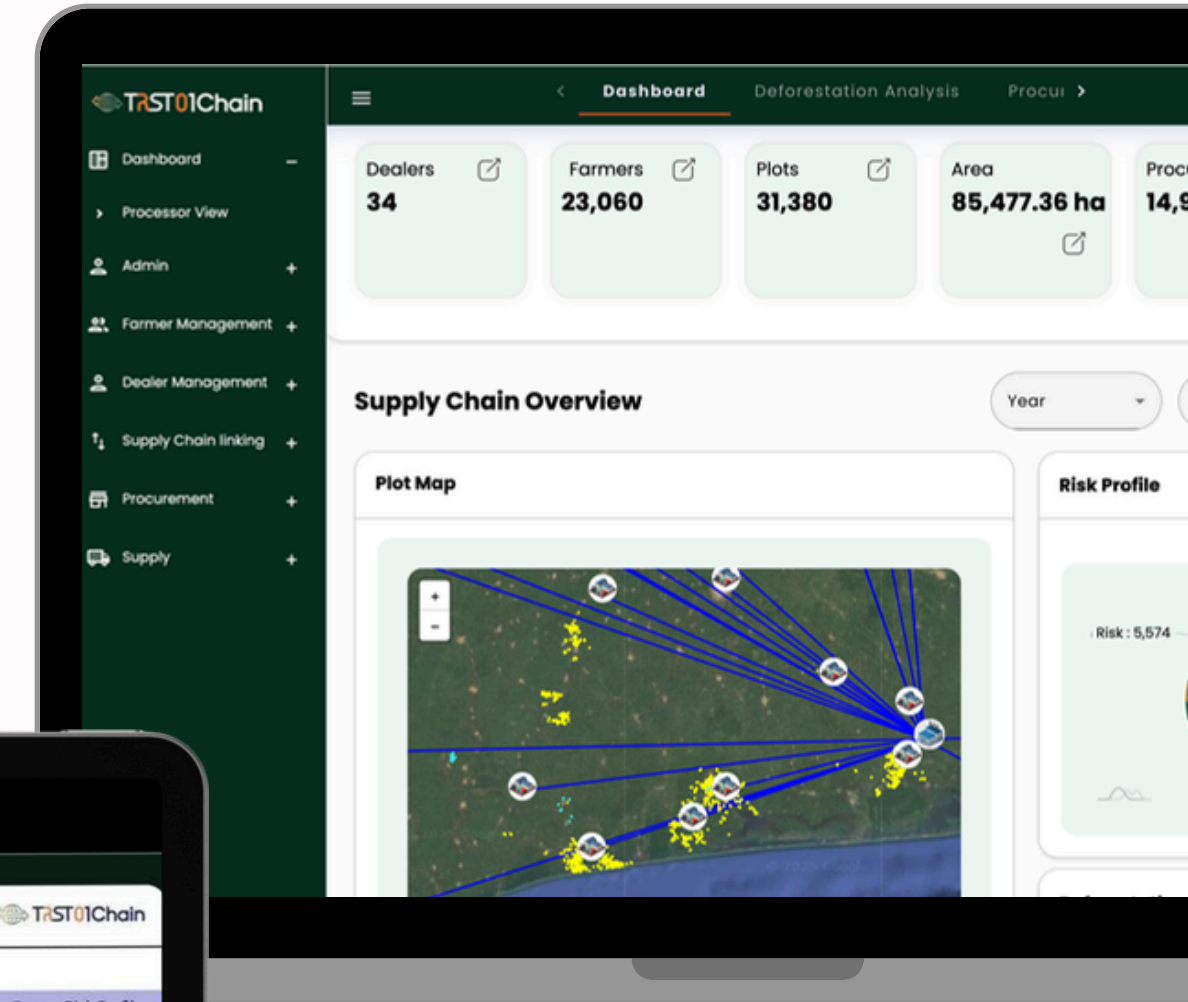 TRST01Chain
Dashboard
Deforestation Analysis
Dashboard
Processor View
Admin
Farmer Management
Dealer Management
Supply Chain linking
Procurement
Supply
Dealers
34
Farmers
23,060
Plots
31,380
Area
85,477.36 ha
Supply Chain Overview
Year
Plot Map
Risk Profile
+
-
Risk : 5,574
TRST01Chain